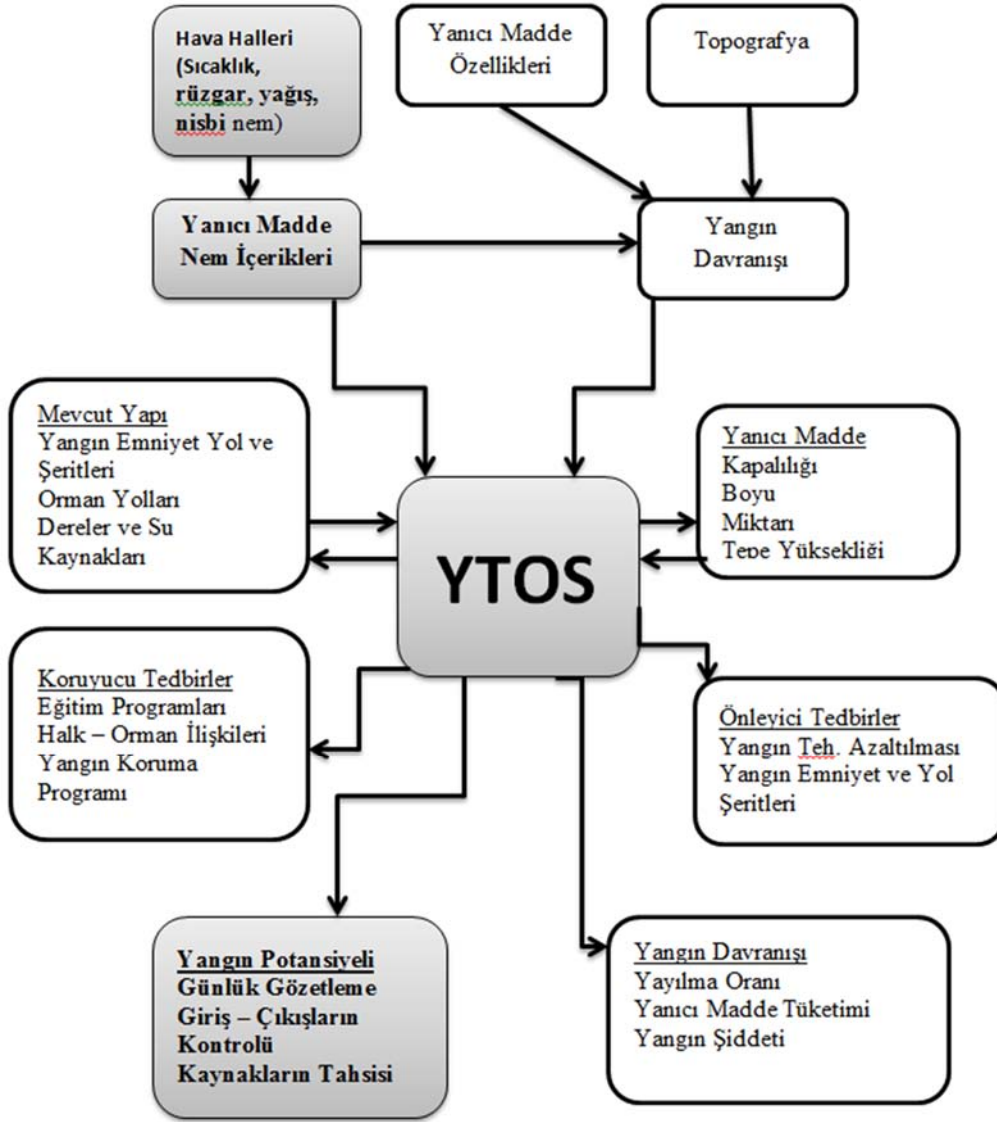 Hava Halleri
(Sıcaklık,
rüzgar, yağış,
nisbi nem)
Yanıcı Madde
Özellikleri
Topografya
Yanıcı Madde
Nem İçerikleri
Yangın
Davranışı
Mevcut Yapı
Yangın Emniyet Yol ve
Şeritleri
Orman Yolları
Dereler ve Su
Kaynakları
Yanıcı Madde
Kapalılığı
Boyu
Miktarı
Tepe Yüksekliği
YTOS
Koruyucu Tedbirler
Eğitim Programları
Halk – Orman İlişkileri
Yangın Koruma
Programı
Önleyici Tedbirler
Yangın Teh. Azaltılması
Yangın Emniyet ve Yol
Şeritleri
Yangın Potansiyeli
Günlük Gözetleme
Giriş – Çıkışların
Kontrolü
Kaynakların Tahsisi
Yangın Davranışı
Yayılma Oranı
Yanıcı Madde Tüketimi
Yangın Şiddeti